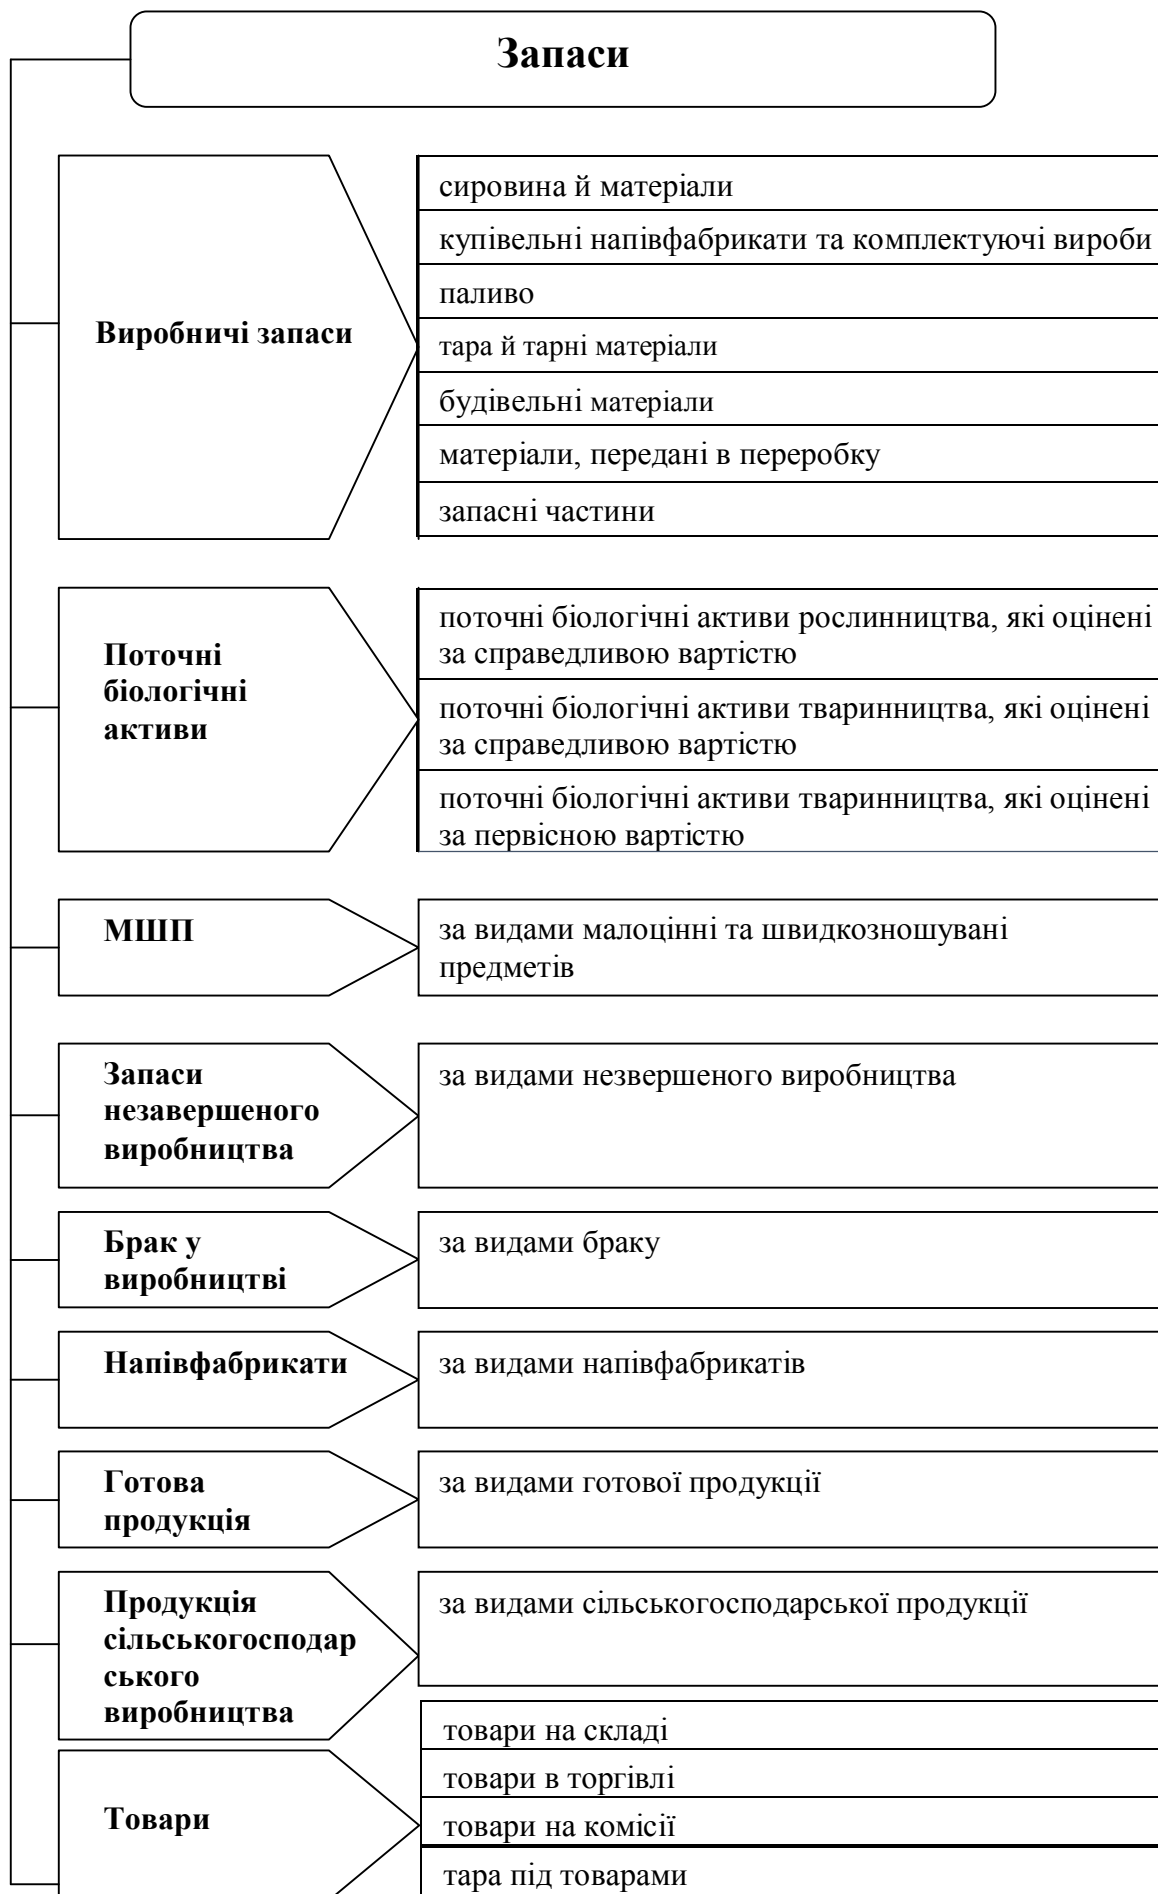 Запаси
Виробничі запаси
сировина й матеріали
купівельні напівфабрикати та комплектуючі вироби
паливо
тара й тарні матеріали
будівельні матеріали
матеріали, передані в переробку
запасні частини
Поточні
біологічні
активи
поточні біологічні активи рослинництва, які оцінені
за справедливою вартістю
поточні біологічні активи тваринництва, які оцінені
за справедливою вартістю
поточні біологічні активи тваринництва, які оцінені
за первісною вартістю
МШП
за видами малоцінні та швидкозношувані
предметів
Запаси
незавершеного
виробництва
за видами незвершеного виробництва
Брак у
виробництві
за видами браку
Напівфабрикати
за видами напівфабрикатів
Готова
продукція
за видами готової продукції
Продукція
сільськогосподар
ського
виробництва
за видами сільськогосподарської продукції
Товари
товари на складі
товари в торгівлі
товари на комісії
тара під товарами